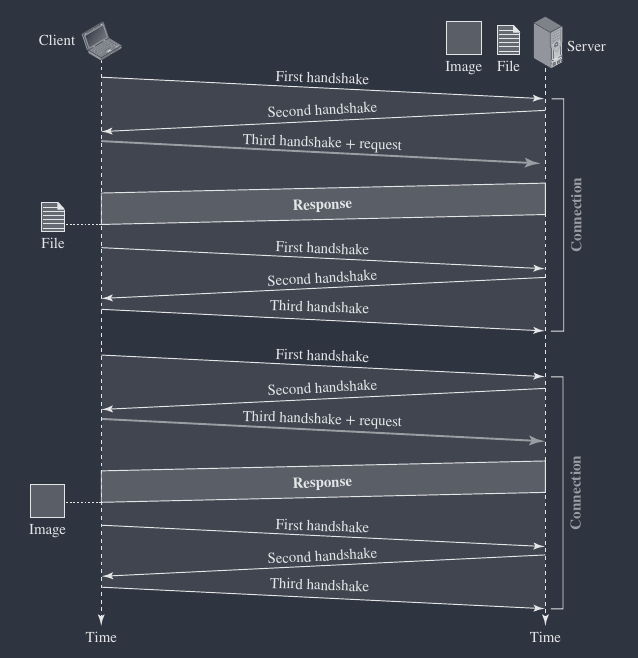 Client
Image
File
Server
First handshake
Second handshake
Third handshake + request
Response
File
First handshake
Second handshake
Third handshake
Connection
First handshake
Second handshake
Third handshake + request
Response
Image
First handshake
Second handshake
Third handshake
Connection
Time
Time